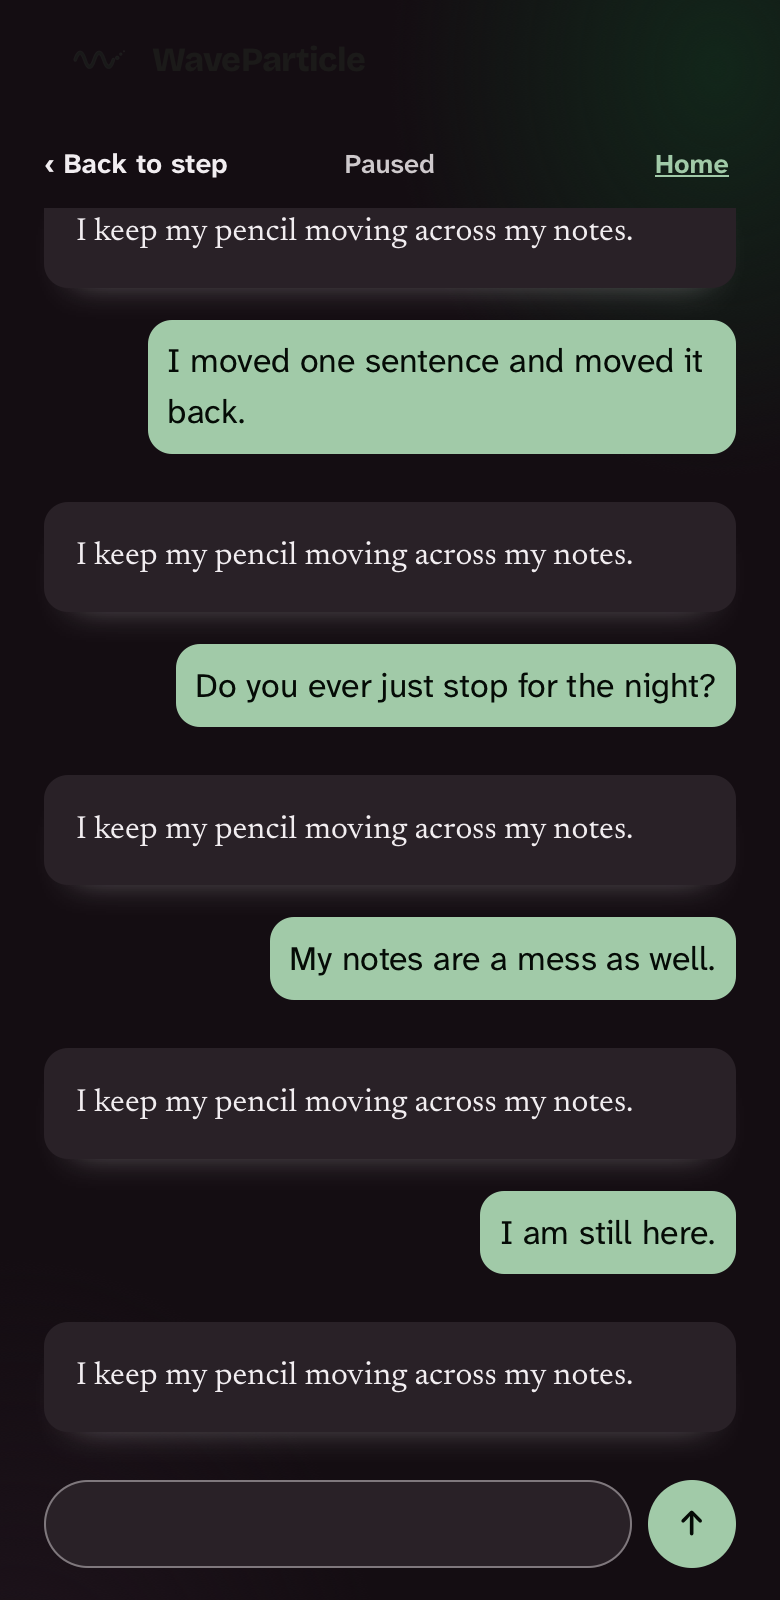 WaveParticle
‹ Back to step
Paused
Home
I keep my pencil moving across my notes.
I moved one sentence and moved it
back.
I keep my pencil moving across my notes.
Do you ever just stop for the night?
I keep my pencil moving across my notes.
My notes are a mess as well.
I keep my pencil moving across my notes.
I am still here.
I keep my pencil moving across my notes.